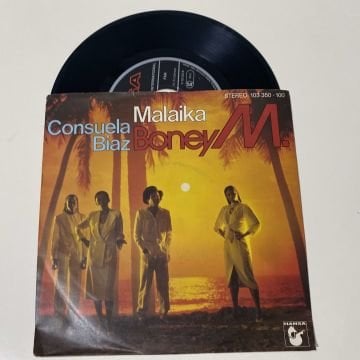 STEREO 103 350 - 100
Malaika
Consuela
Biaz
Boney M.
HANSA